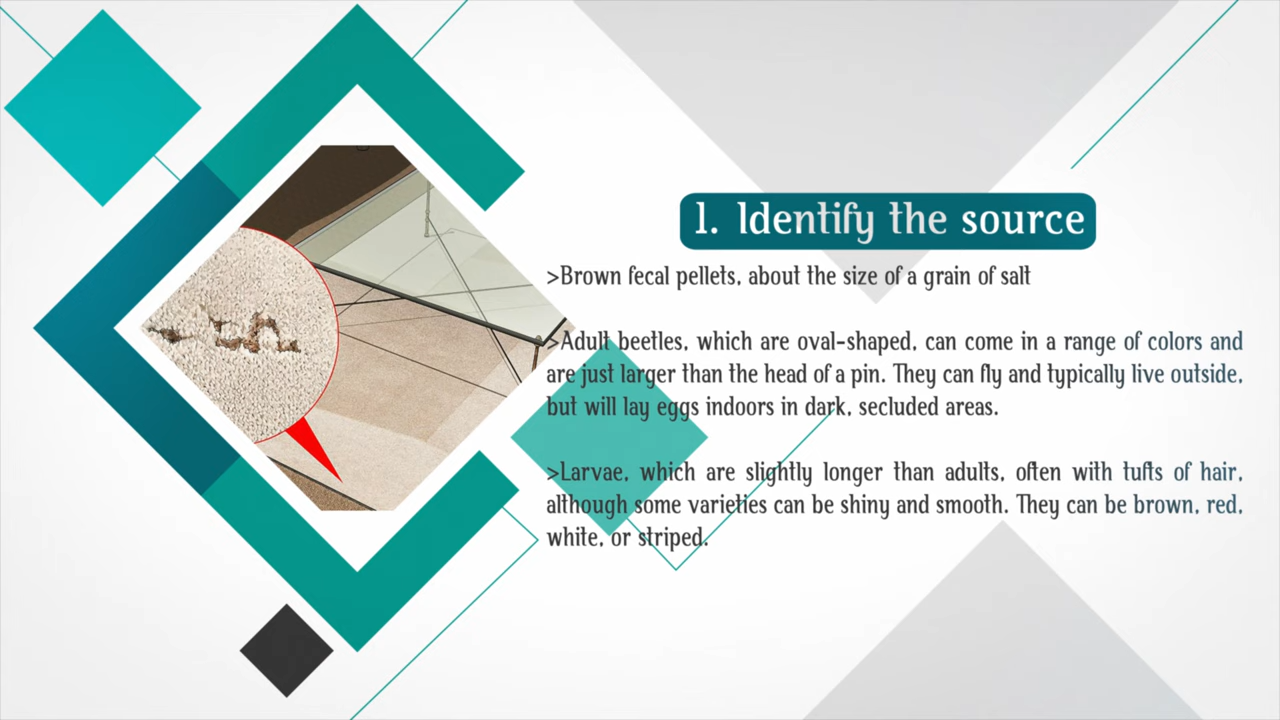 1. Identify the source
>Brown fecal pellets, about the size of a grain of salt
>Adult beetles, which are oval-shaped, can come in a range of colors and
are just larger than the head of a pin. They can fly and typically live outside,
but will lay eggs indoors in dark, secluded areas.
>Larvae, which are slightly longer than adults, often with tufts of hair,
although some varieties can be shiny and smooth. They can be brown, red,
white, or striped.